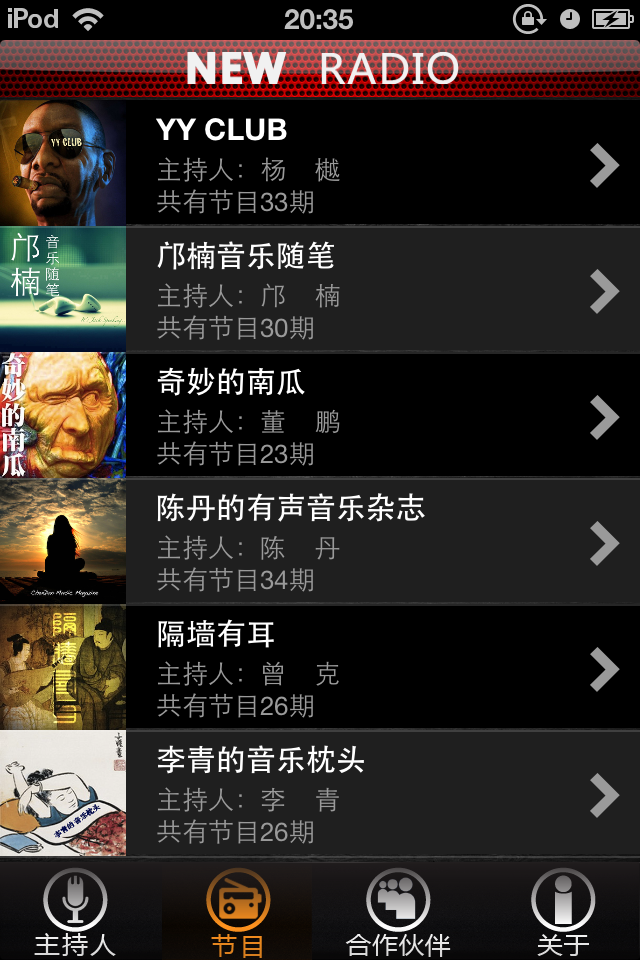 iPod
20:35
NEW RADIO
YY CLUB
YY CLUB
主持人：杨 樾
共有节目33期
邝楠
音乐随笔
邝楠音乐随笔
主持人：邝 楠
共有节目30期
奇妙的南瓜
奇妙的南瓜
主持人：董 鹏
共有节目23期
ChenDan Music Magazine
陈丹的有声音乐杂志
主持人：陈 丹
共有节目34期
隔墙有耳
隔墙有耳
主持人：曾 克
共有节目26期
李青的音乐枕头
李青的音乐枕头
主持人：李 青
共有节目26期
主持人
节目
合作伙伴
关于